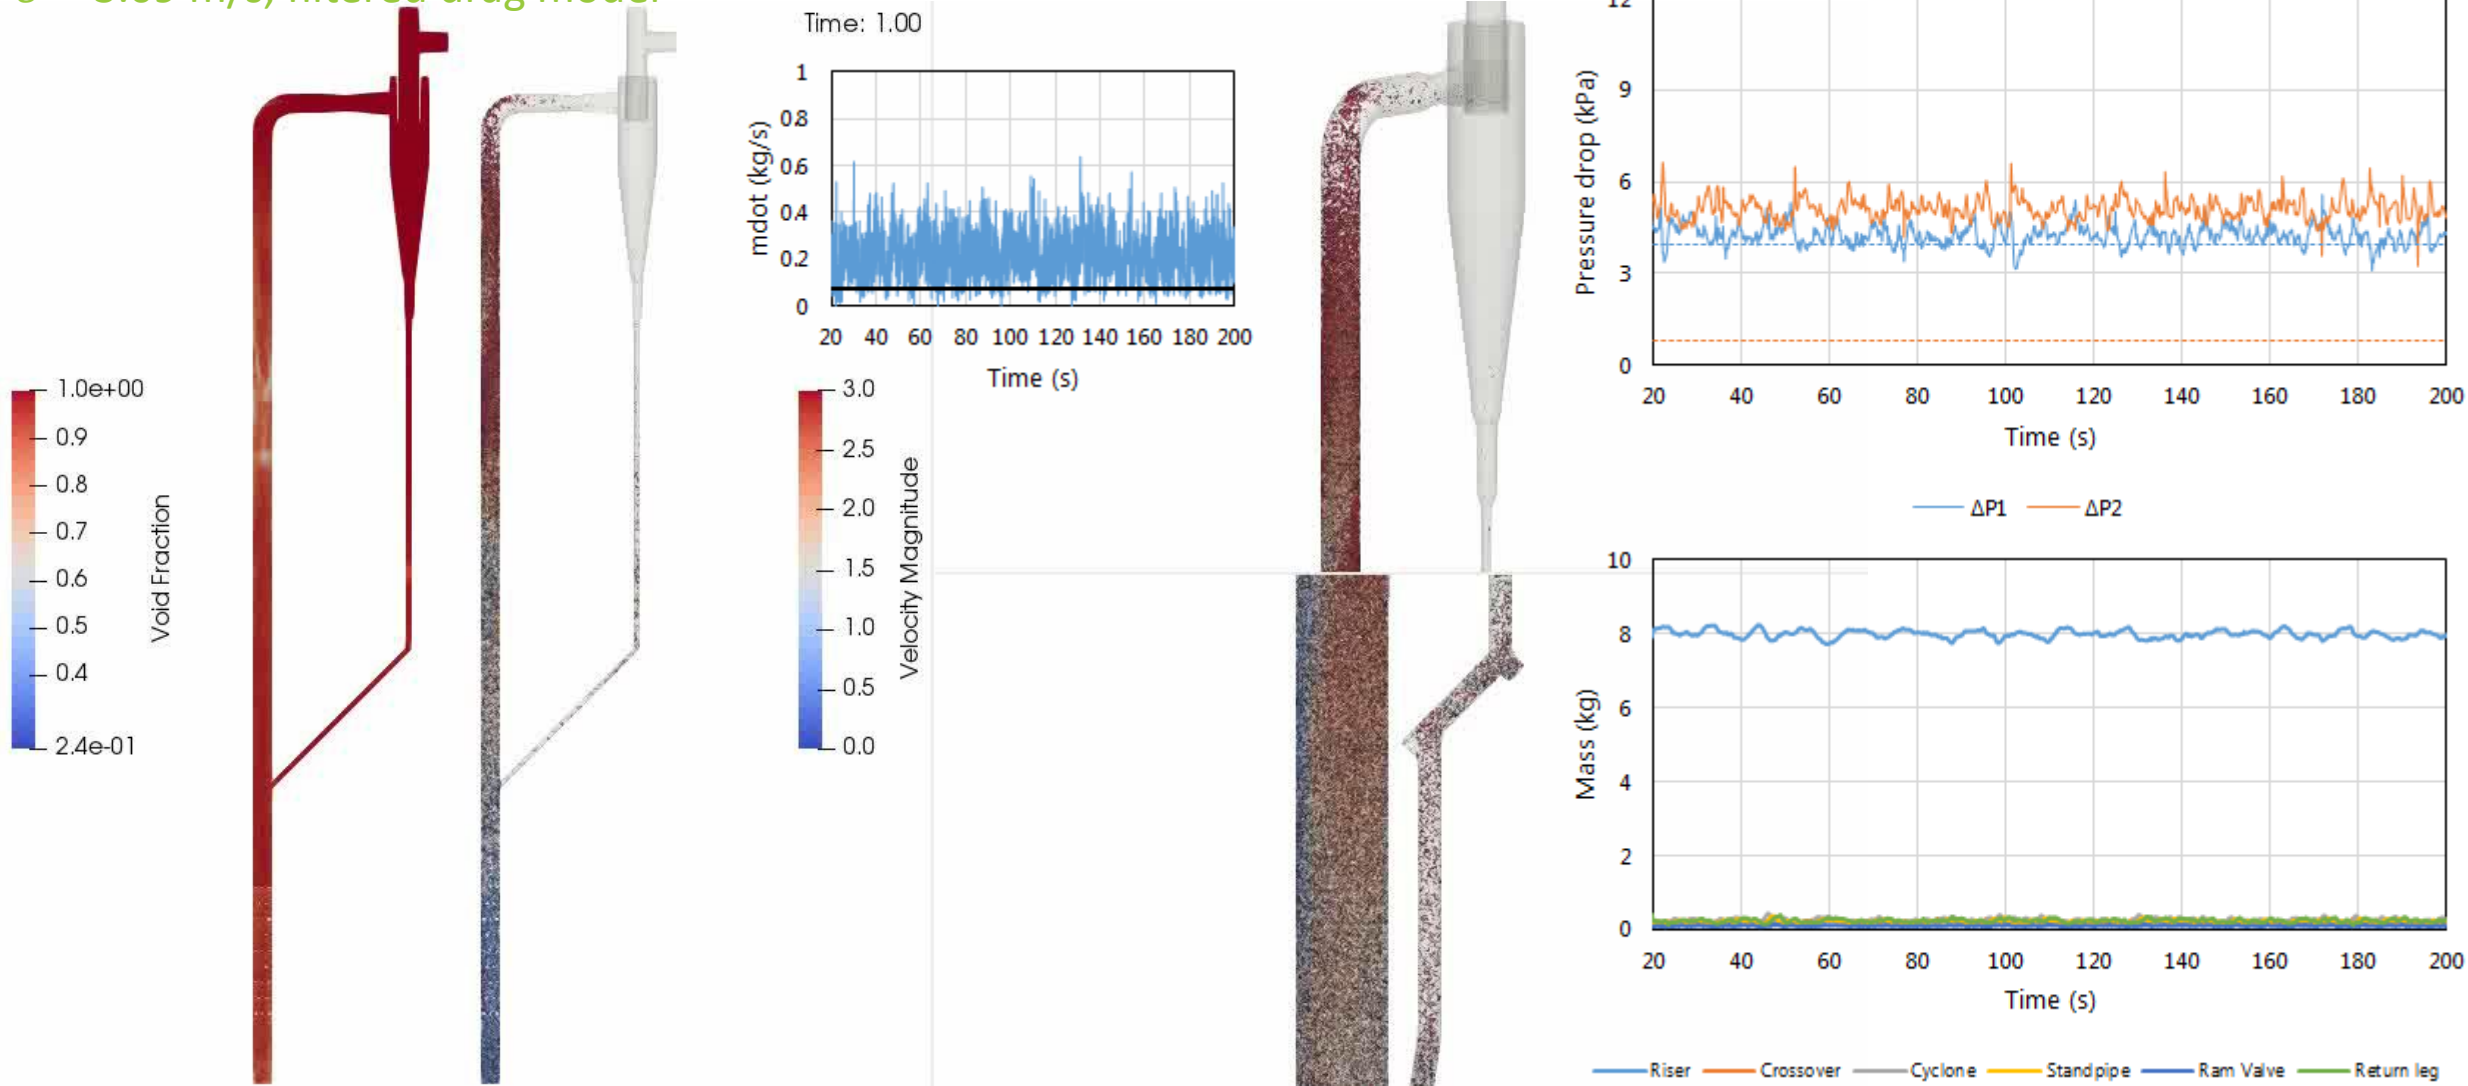 Time: 1.00
1
0.8
0.6
0.4
0.2
0
mdot (kg/s)
20 40 60 80 100 120 140 160 180 200
Time (s)
1.0e+00
0.9
0.8
0.7
0.6
0.5
0.4
2.4e-01
Void Fraction
3.0
2.5
2.0
1.5
1.0
0.5
0.0
Velocity Magnitude
12
9
6
3
0
Pressure drop (kPa)
20 40 60 80 100 120 140 160 180 200
Time (s)
ΔP1 ΔP2
10
8
6
4
2
0
Mass (kg)
20 40 60 80 100 120 140 160 180 200
Time (s)
Riser Crossover Cyclone Standpipe Ram Valve Return leg